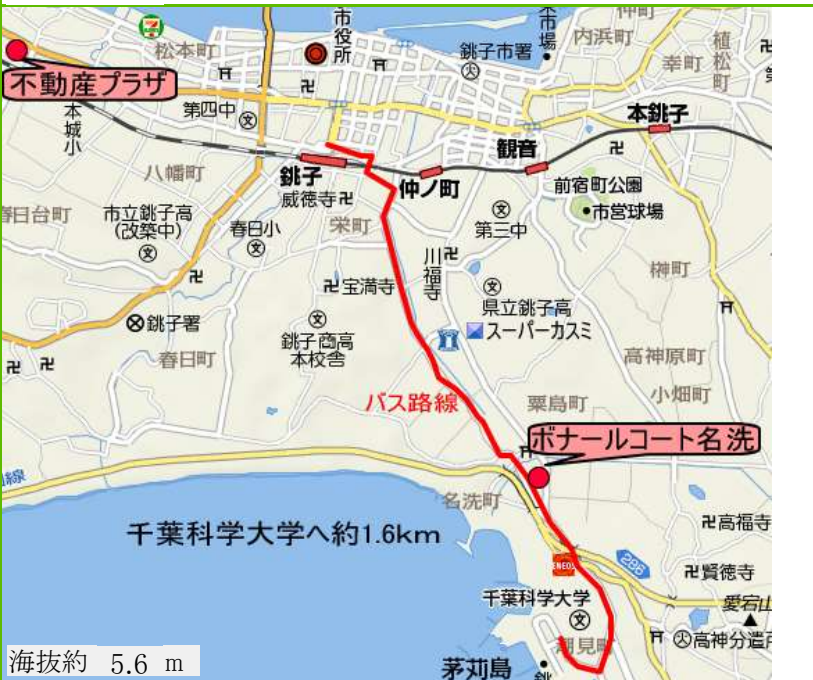 市役所
松本町
不動産プラザ
本城小
第四中
銚子市署
内浜町
幸町
植松町
仲町
本銚子
観音
銚子
仲ノ町
八幡町
威徳寺
前宿町公園
市営球場
春日台町
市立銚子高
(改築中)
春日小
栄町
第三中
川福寺
榊町
宝満寺
県立銚子高
スーパーカスミ
銚子署
銚子商高
本校舎
春日町
高神原町
小畑町
バス路線
粟島町
ボナールコート名洗
名洗町
千葉科学大学へ約1.6km
高福寺
286
賢徳寺
ENEOS
千葉科学大学
愛宕山
潮見町
高神分遣所
茅刈島
海抜約 5.6 m